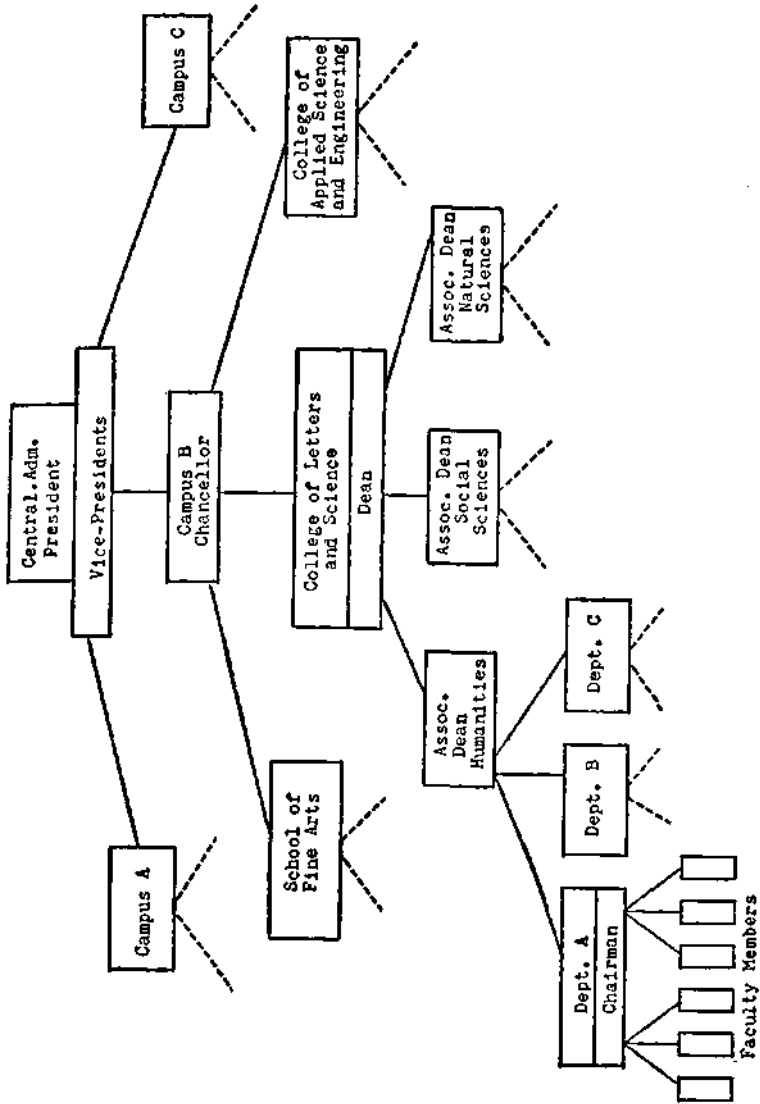 Central.Adm.
President
Vice-Presidents
Campus A
Campus B
Chancellor
Campus C
School of
Fine Arts
College of Letters
and Science
Dean
College of
Applied Science
and Engineering
Assoc.
Dean
Humanities
Assoc. Dean
Social
Sciences
Assoc. Dean
Natural
Sciences
Dept. A
Chairman
Dept. B
Dept. C
Faculty Members